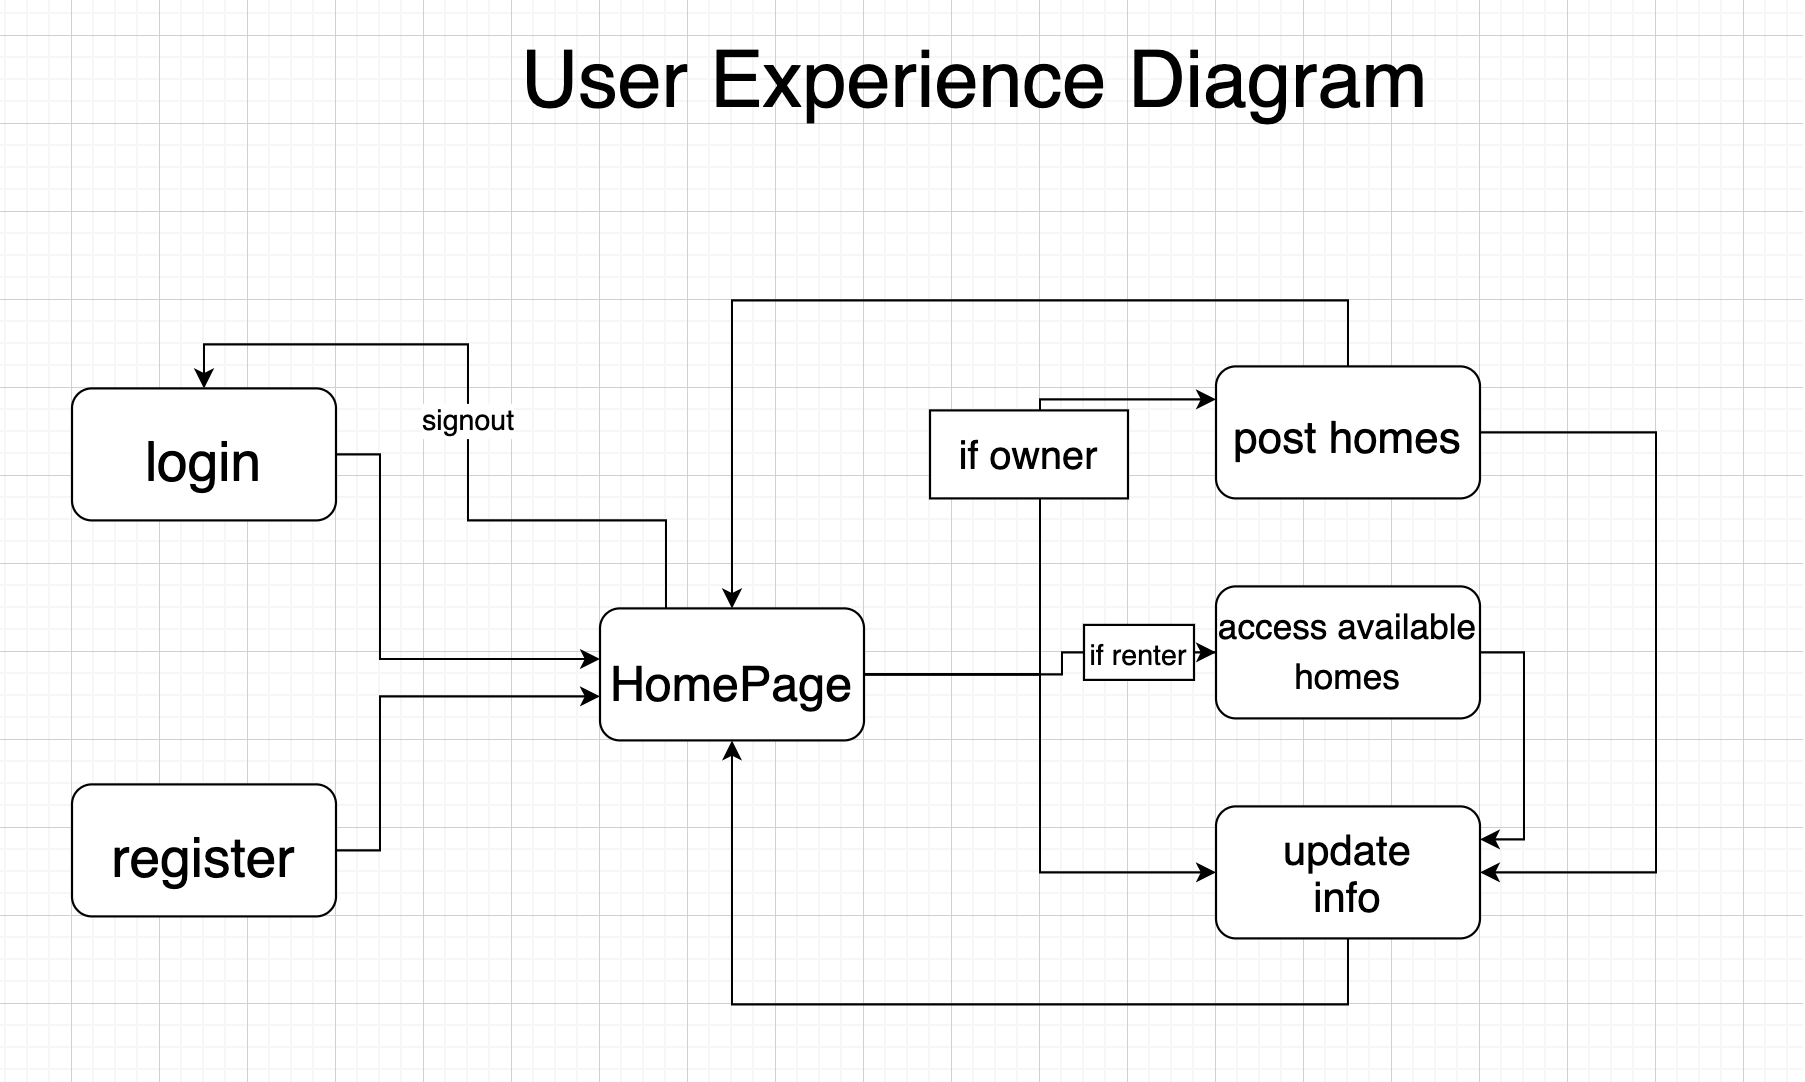 User Experience Diagram
signout
login
if owner
post homes
access available
homes
if renter
HomePage
register
update
info